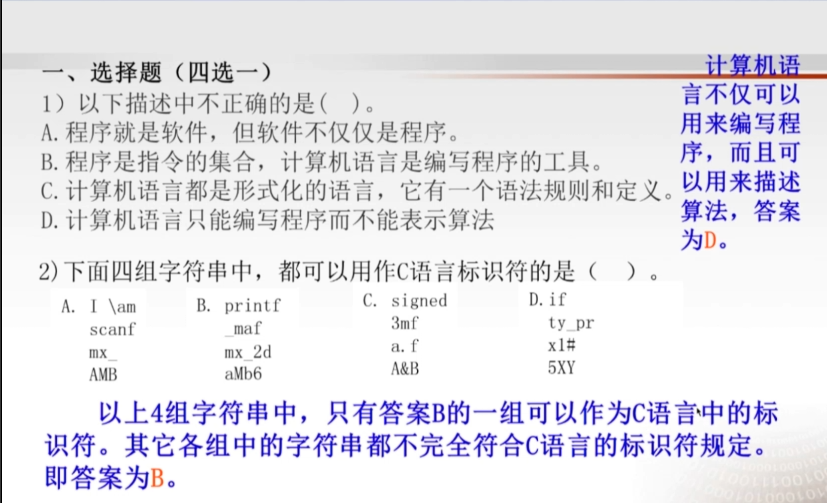 一、选择题（四选一）
1）以下描述中不正确的是( )。
A.程序就是软件，但软件不仅仅是程序。
B.程序是指令的集合，计算机语言是编写程序的工具。
C.计算机语言都是形式化的语言，它有一个语法规则和定义。
D.计算机语言只能编写程序而不能表示算法
计算机语
言不仅可以
用来编写程
序，而且可
以用来描述
算法，答案
为D。
2)下面四组字符串中，都可以用作C语言标识符的是（ ）。
A. I \am B. printf C. signed D.if
scanf _maf 3mf ty_pr
mx_ mx_2d a.f x1#
AMB aMb6 A&B 5XY
以上4组字符串中，只有答案B的一组可以作为C语言中的标
识符。其它各组中的字符串都不完全符合C语言的标识符规定。
即答案为B。